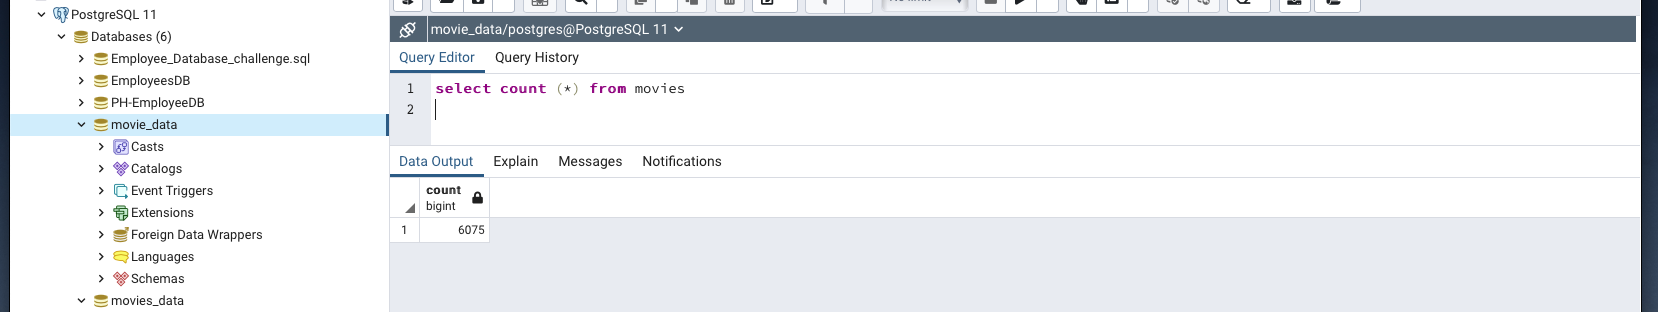 PostgreSQL 11
Databases (6)
Employee_Database_challenge.sql
EmployeesDB
PH-EmployeeDB
movie_data
Casts
Catalogs
Event Triggers
Extensions
Foreign Data Wrappers
Languages
Schemas
movies_data
movie_data/postgres@PostgreSQL 11
Query Editor Query History
1 select count (*) from movies
2
Data Output Explain Messages Notifications
count
bigint
1 6075